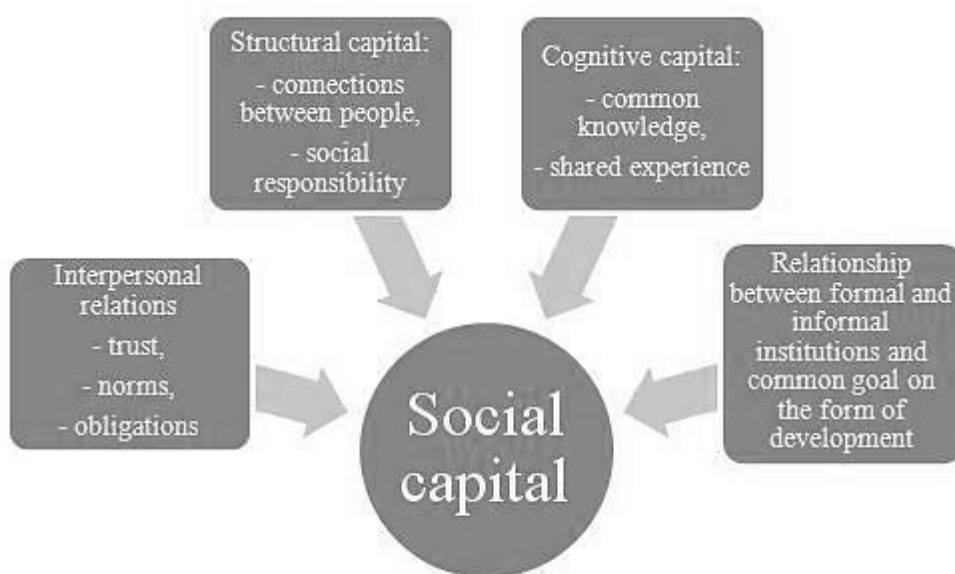 Structural capital:
- connections
between people,
- social
responsibility
Cognitive capital:
- common
knowledge,
- shared experience
Interpersonal
relations
- trust,
- norms,
- obligations
Relationship
between formal and
informal
institutions and
common goal on
the form of
development
Social
capital